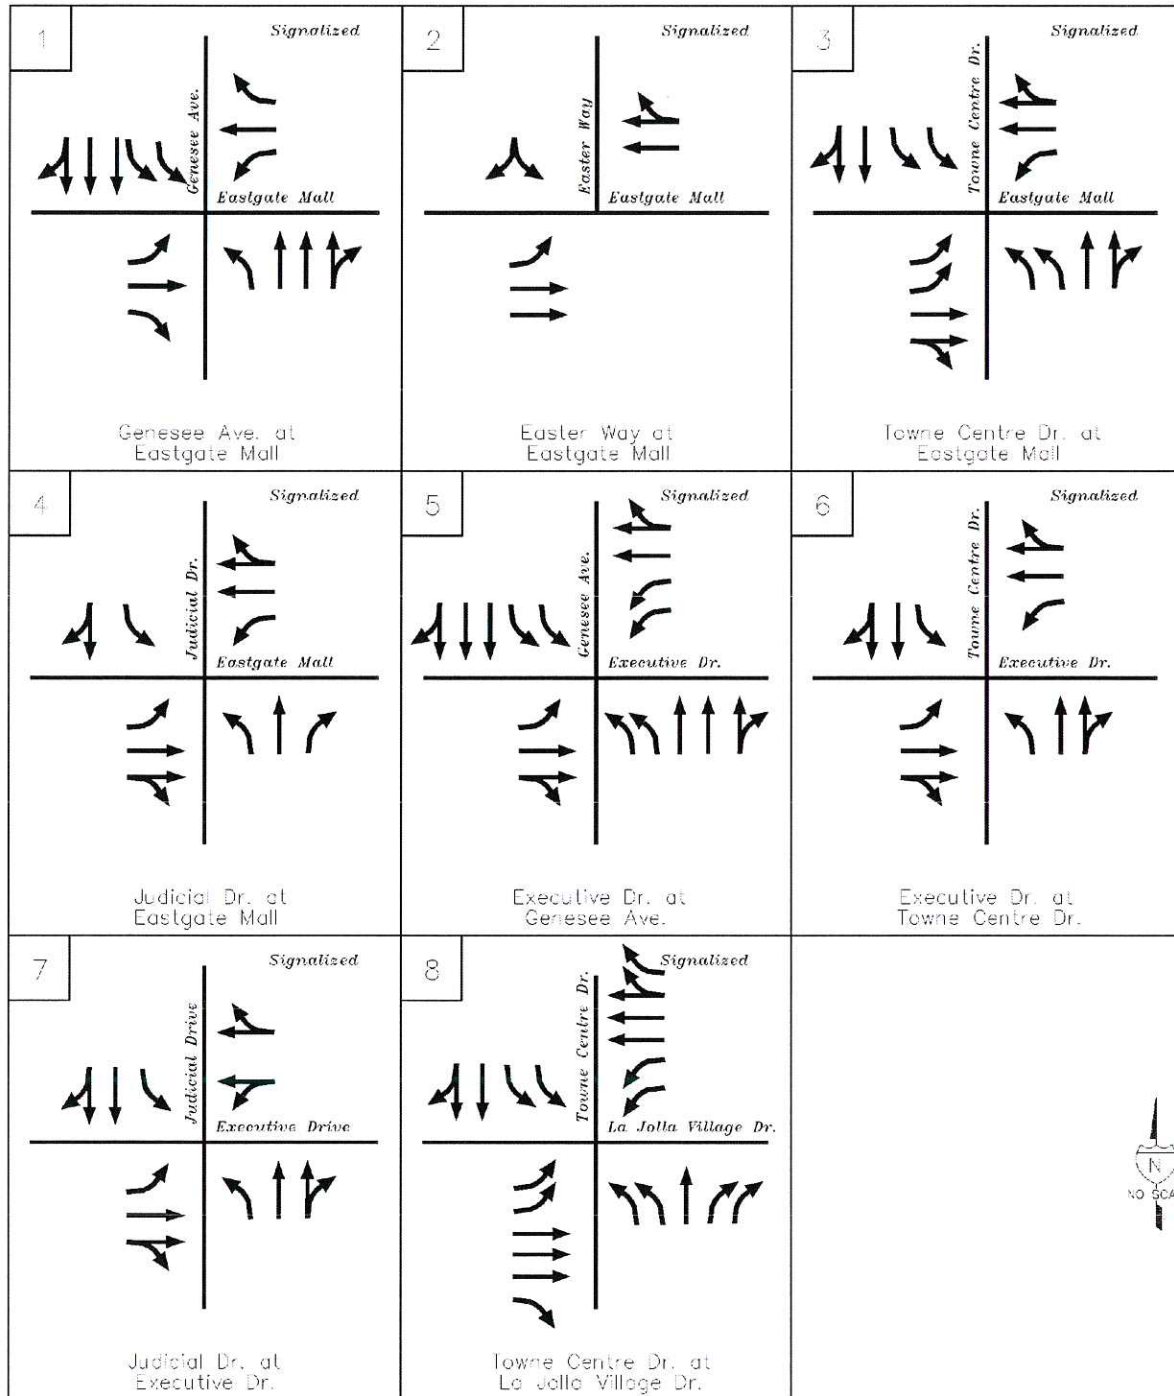 1
Signalized
Genesee Ave.
Eastgate Mall
Genesee Ave. at
Eastgate Mall
2
Signalized
Easter Way
Eastgate Mall
Easter Way at
Eastgate Mall
3
Signalized
Towne Centre Dr.
Eastgate Mall
Towne Centre Dr. at
Eastgate Mall
4
Signalized
Judicial Dr.
Eastgate Mall
Judicial Dr. at
Eastgate Mall
5
Signalized
Genesee Ave.
Executive Dr.
Executive Dr. at
Genesee Ave.
6
Signalized
Towne Centre Dr.
Executive Dr.
Executive Dr. at
Towne Centre Dr.
7
Signalized
Judicial Drive
Executive Drive
Judicial Dr. at
Executive Dr.
8
Signalized
Towne Centre Dr.
La Jolla Village Dr.
Towne Centre Dr. at
La Jolla Village Dr.
N
NO SCA